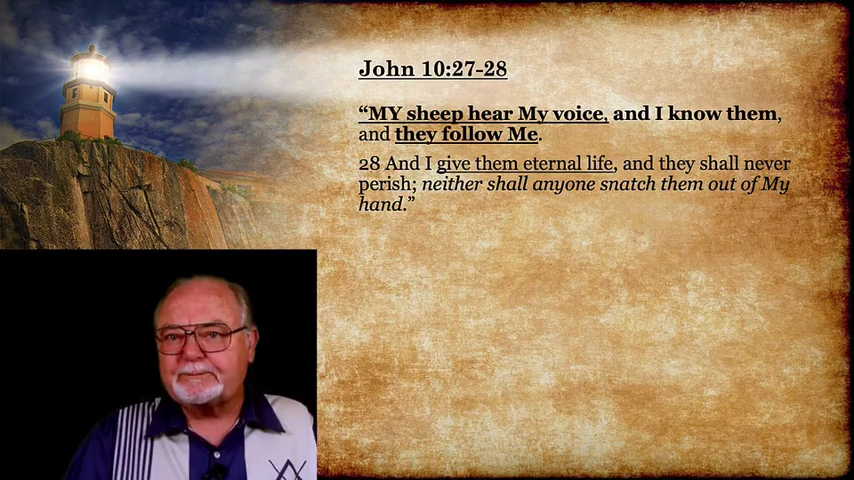 John 10:27-28
“MY sheep hear My voice, and I know them,
and they follow Me.
28 And I give them eternal life, and they shall never
perish; neither shall anyone snatch them out of My
hand.”